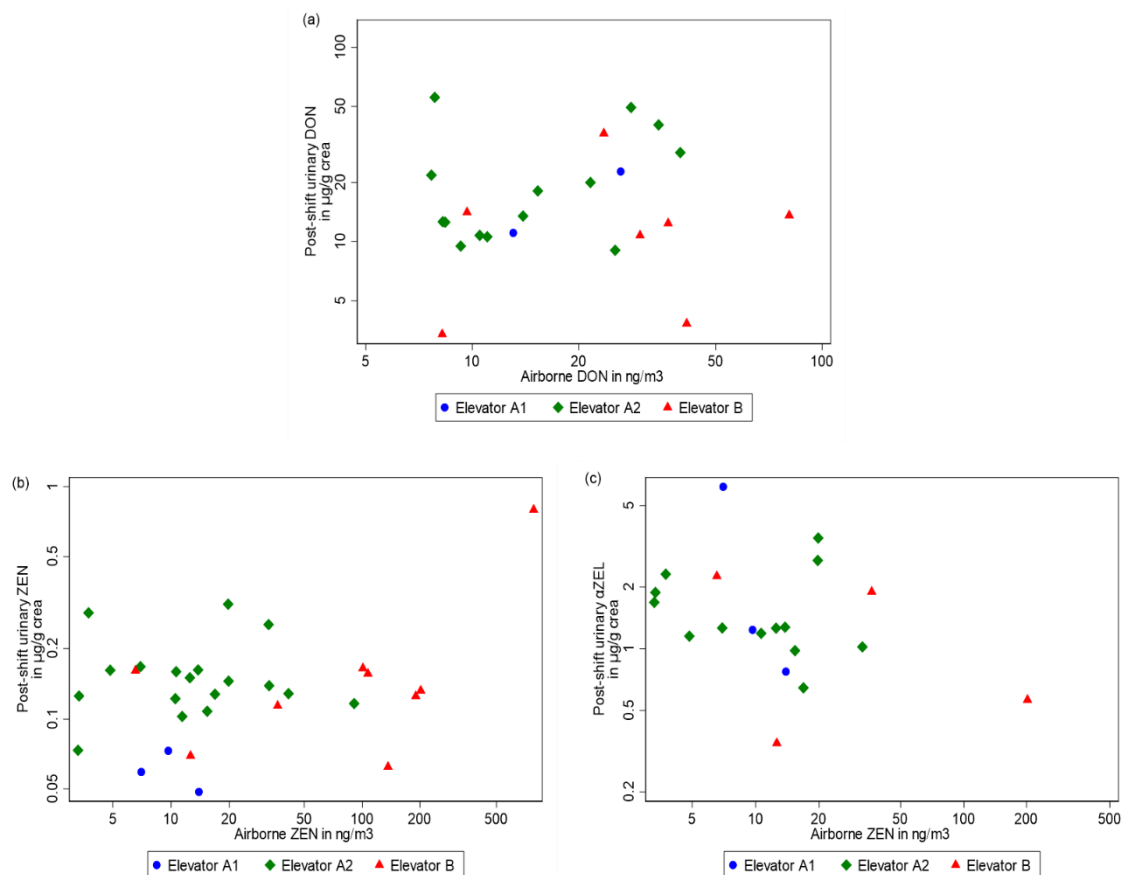 (a)
Post-shift urinary DON
in µg/g crea
100
50
20
10
5
5 10 20 50 100
Airborne DON in ng/m3
Elevator A1 Elevator A2 Elevator B
(b)
Post-shift urinary ZEN
in µg/g crea
1
0.5
0.2
0.1
0.05
5 10 20 50 100 200 500
Airborne ZEN in ng/m3
Elevator A1 Elevator A2 Elevator B
(c)
Post-shift urinary αZEL
in µg/g crea
5
2
1
0.5
0.2
5 10 20 50 100 200 500
Airborne ZEN in ng/m3
Elevator A1 Elevator A2 Elevator B